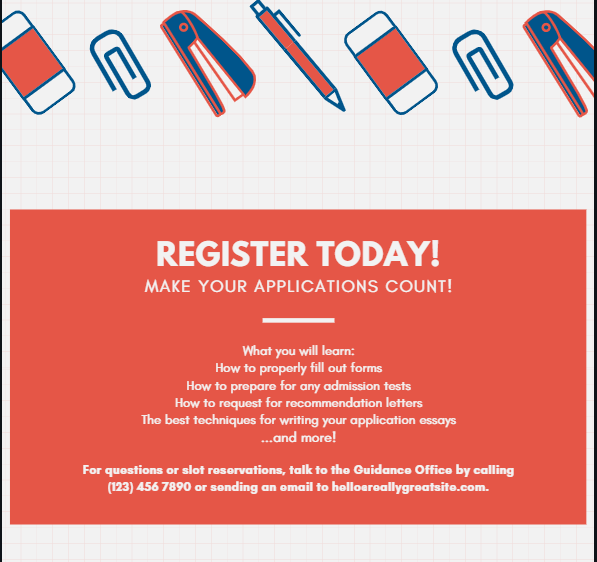 REGISTER TODAY!
MAKE YOUR APPLICATIONS COUNT!
What you will learn:
How to properly fill out forms
How to prepare for any admission tests
How to request for recommendation letters
The best techniques for writing your application essays
...and more!
For questions or slot reservations, talk to the Guidance Office by calling
(123) 456 7890 or sending an email to hello@reallygreatsite.com.